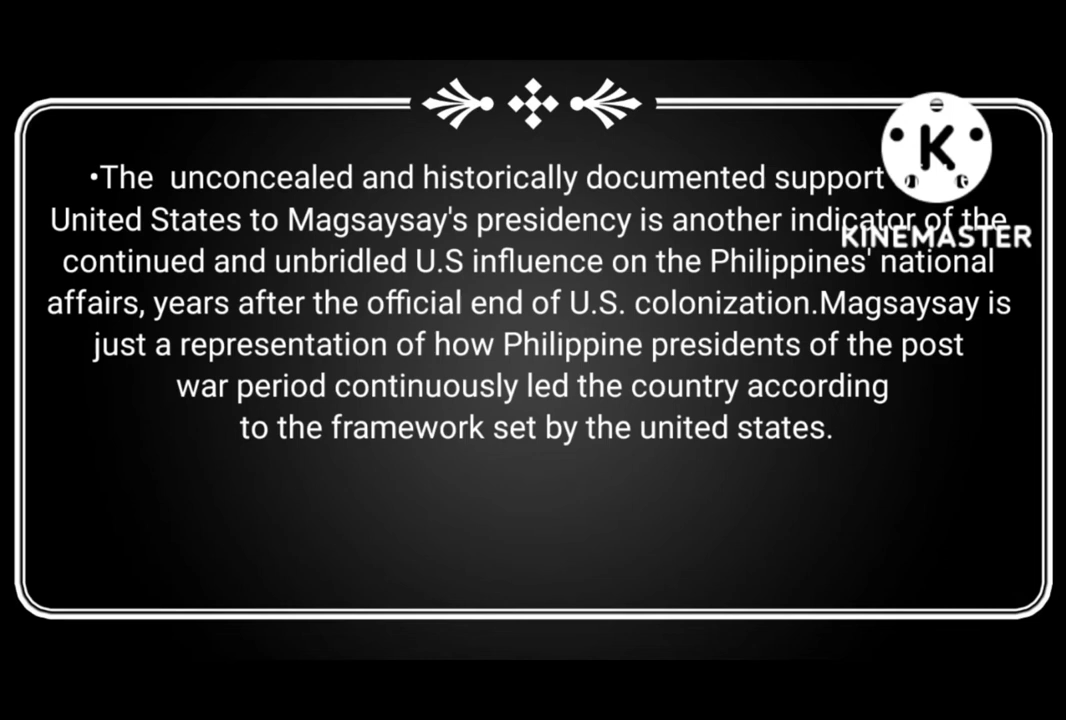 •The  unconcealed and historically documented support
United States to Magsaysay's presidency is another indicator of the
continued and unbridled U.S influence on the Philippines' national
affairs, years after the official end of U.S. colonization.Magsaysay is
just a representation of how Philippine presidents of the post
war period continuously led the country according
to the framework set by the united states.
K
KINEMASTER